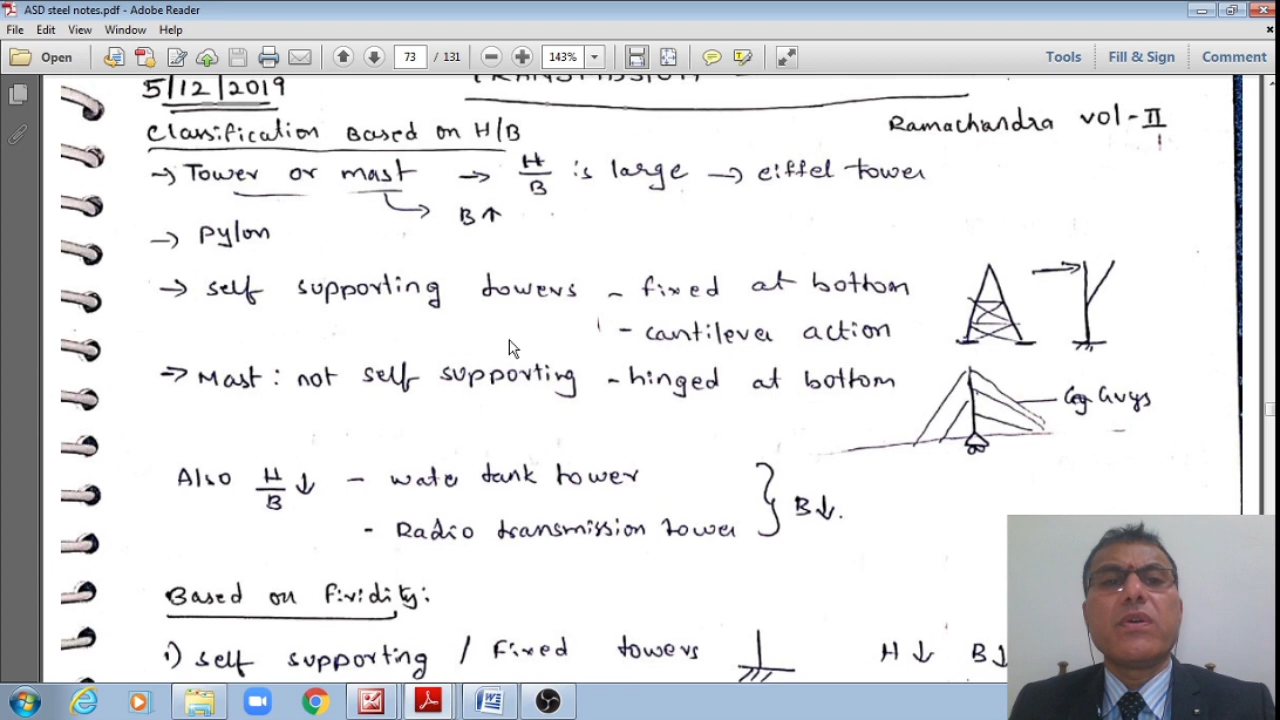 ASD steel notes.pdf - Adobe Reader
File Edit View Window Help
Open 73 / 131 143% Tools Fill & Sign Comment
5/12/2019 TRANSMISSION
Classification Based on H/B Ramachandra vol-II
→ Tower or mast → H/B is large → eiffel tower
B↑
→ Pylon
→ self supporting towers - fixed at bottom
- cantilever action
→ Mast: not self supporting - hinged at bottom
Guys
Also H/B ↓ - wate tank tower
- Radio transmission tower } B↓.
Based on fividity:
1) self supporting / Fixed towers H↓ B↓